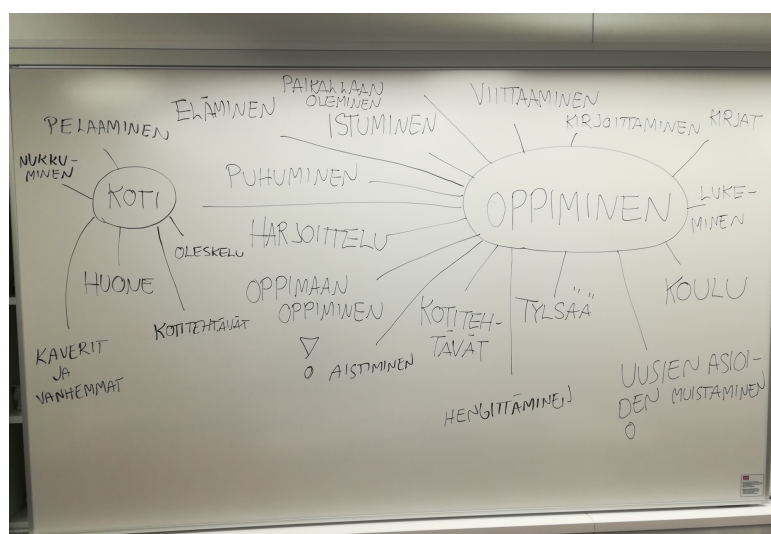 PELAAMINEN
NUKKU-
MINEN
KOTI
OLESKELU
HUONE
KOTITEHTÄVÄT
KAVERIT
JA
VANHEMMAT
ELÄMINEN
PAIKALLAAN
OLEMINEN
ISTUMINEN
VIITTAAMINEN
KIRJOITTAMINEN
KIRJAT
PUHUMINEN
OPPIMINEN
LUKE-
MINEN
HARJOITTELU
OPPIMAAN
OPPIMINEN
AISTIMINEN
KOTITEH-
TÄVÄT
TYLSÄÄ
KOULU
HENGITTÄMINEN
UUSIEN ASIOI-
DEN MUISTAMINEN